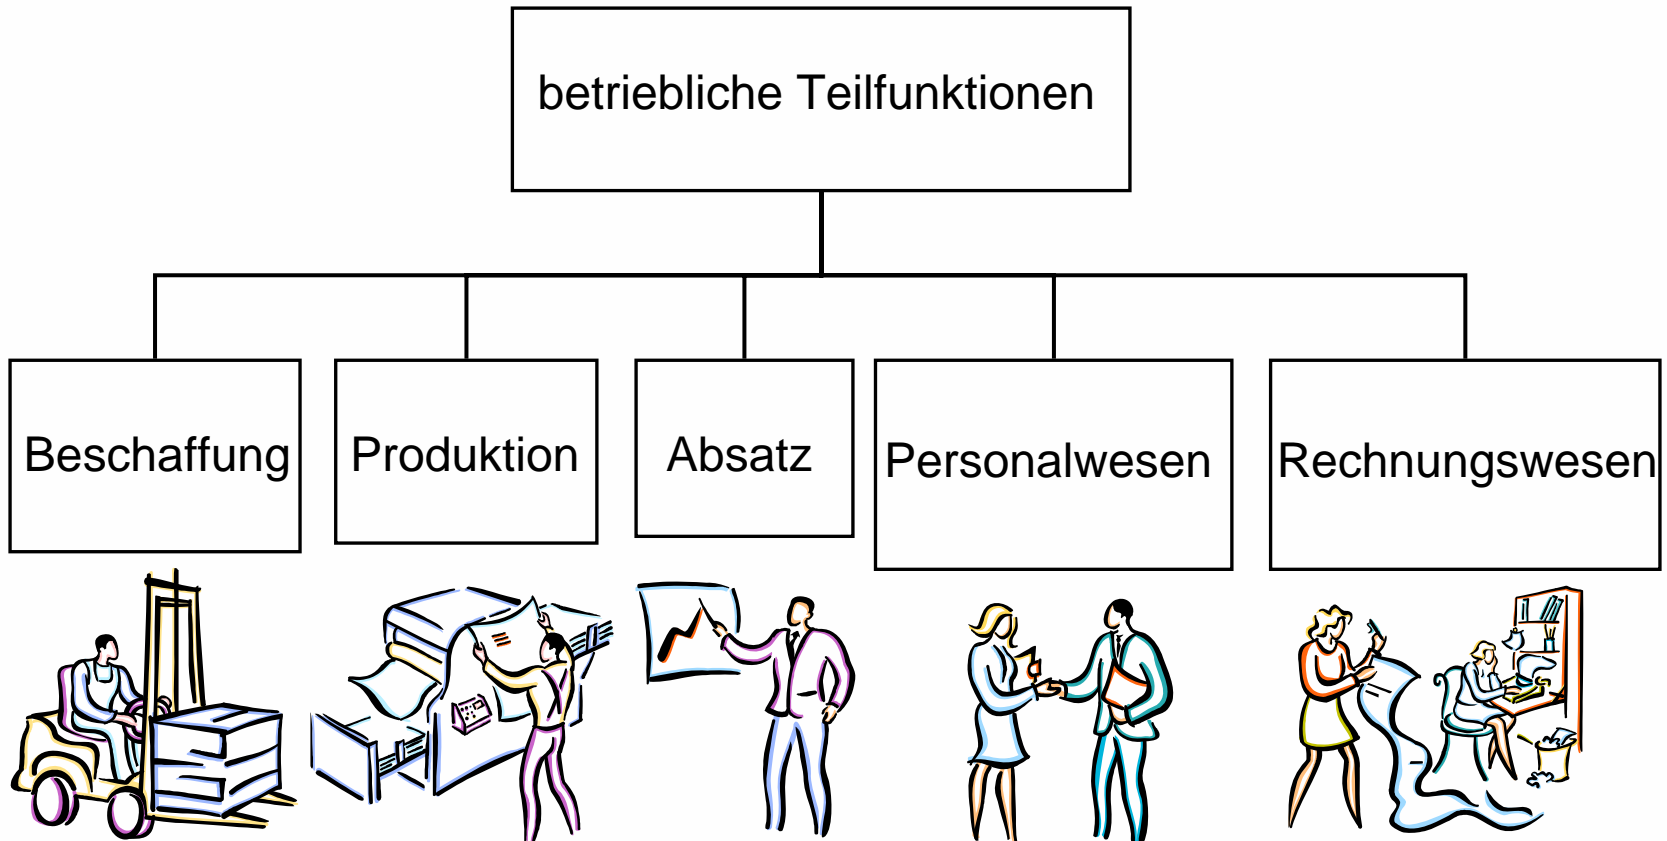 betriebliche Teilfunktionen
Beschaffung
Produktion
Absatz
Personalwesen
Rechnungswesen